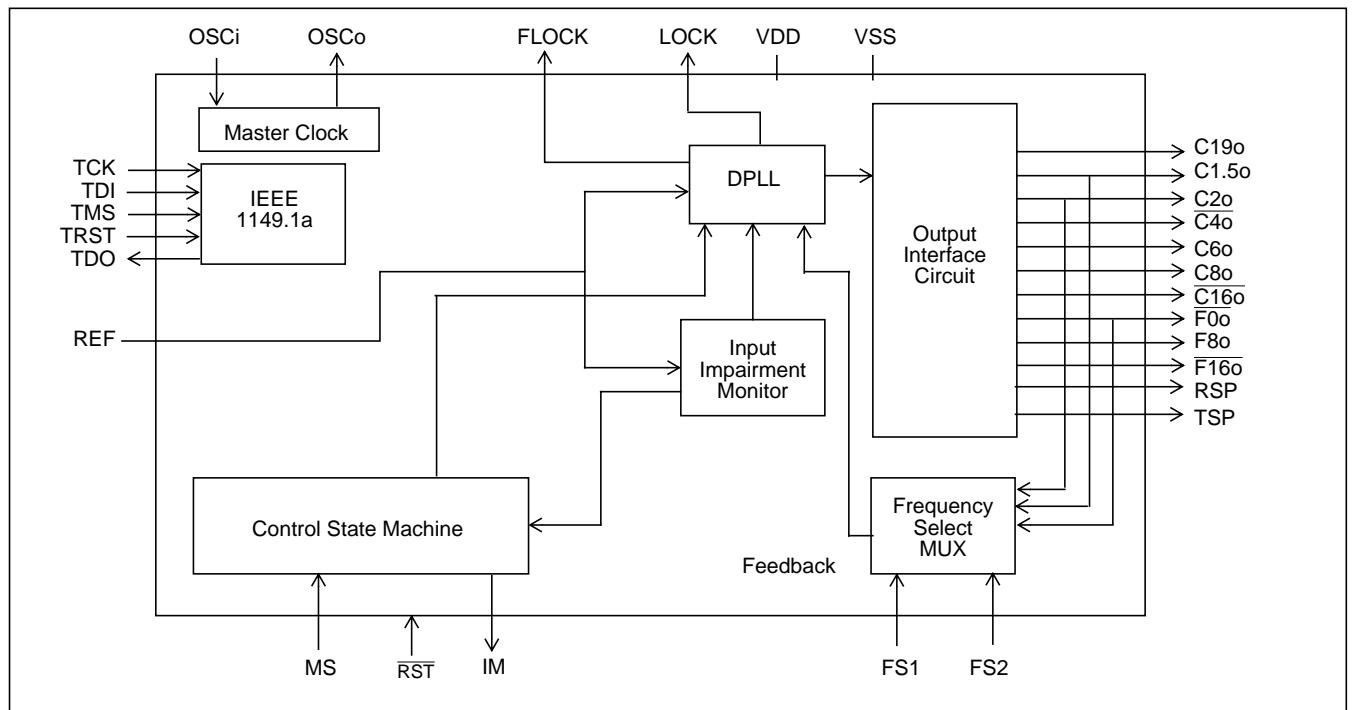 OSCi OSCo FLOCK LOCK VDD VSS
Master Clock
TCK
TDI
TMS
TRST
TDO
IEEE
1149.1a
DPLL
Output
Interface
Circuit
C19o
C1.5o
C2o
C4o
C6o
C8o
C16o
F0o
F8o
F16o
RSP
TSP
REF
Input
Impairment
Monitor
Control State Machine
Frequency
Select
MUX
Feedback
MS RST IM FS1 FS2